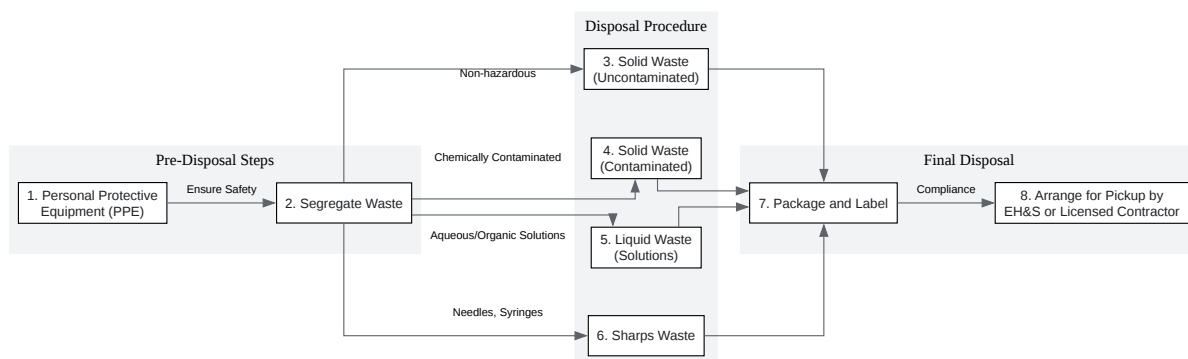 Disposal Procedure
Non-hazardous
3. Solid Waste
(Uncontaminated)
Pre-Disposal Steps
1. Personal Protective
Equipment (PPE)
Ensure Safety
2. Segregate Waste
Chemically Contaminated
4. Solid Waste
(Contaminated)
Aqueous/Organic Solutions
5. Liquid Waste
(Solutions)
Needles, Syringes
6. Sharps Waste
Final Disposal
7. Package and Label
Compliance
8. Arrange for Pickup by
EH&S or Licensed Contractor